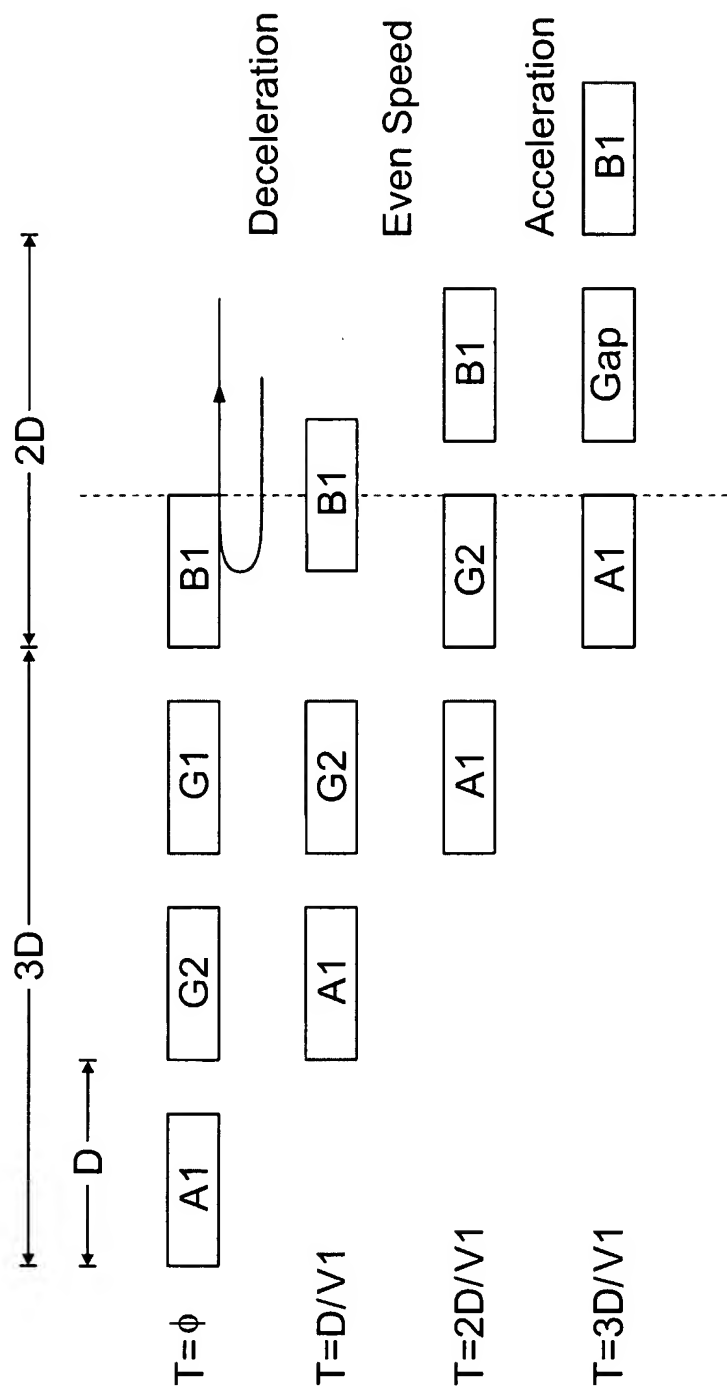 3D 2D
D
T=ϕ A1 G2 G1 B1
Deceleration
T=D/V1 A1 G2 B1
Even Speed
T=2D/V1 A1 G2 B1
Acceleration
T=3D/V1 A1 Gap B1